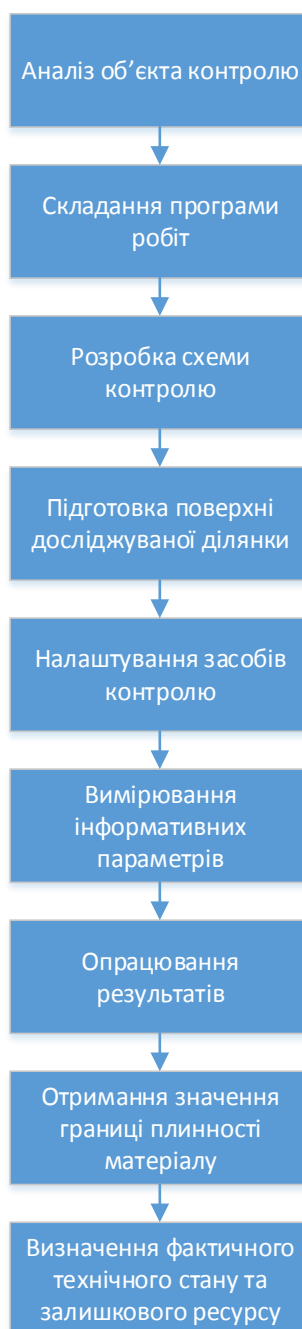 Аналіз об’єкта контролю
Складання програми
робіт
Розробка схеми
контролю
Підготовка поверхні
досліджуваної ділянки
Налаштування засобів
контролю
Вимірювання
інформативних
параметрів
Опрацювання
результатів
Отримання значення
границі плинності
матеріалу
Визначення фактичного
технічного стану та
залишкового ресурсу